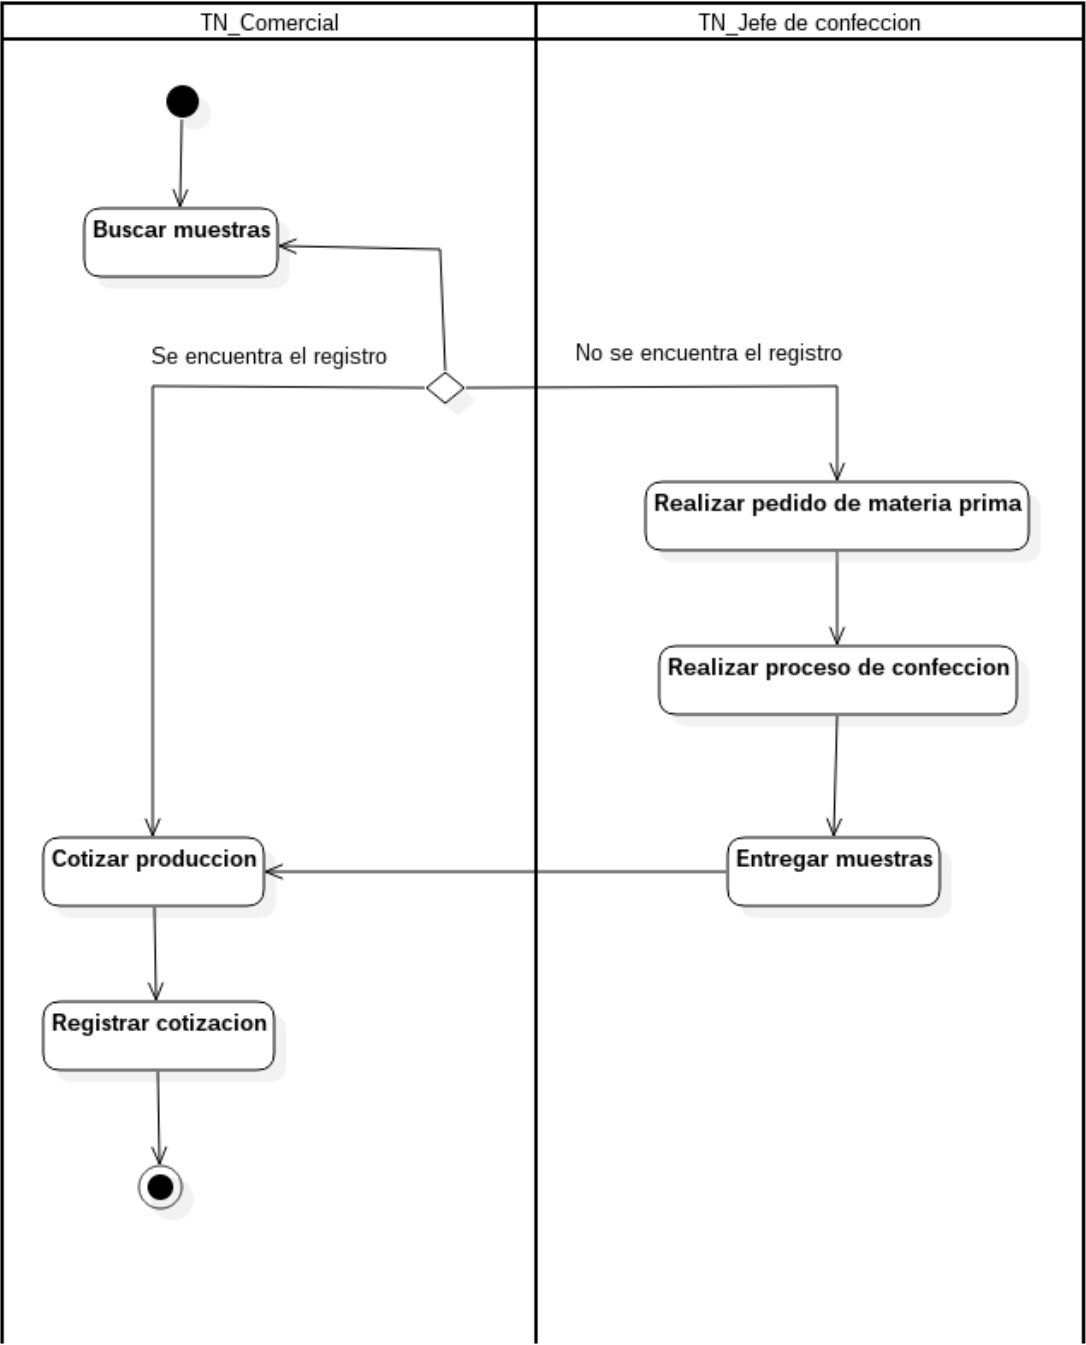 TN_Comercial
TN_Jefe de confeccion
Buscar muestras
Se encuentra el registro
No se encuentra el registro
Realizar pedido de materia prima
Realizar proceso de confeccion
Cotizar produccion
Entregar muestras
Registrar cotizacion